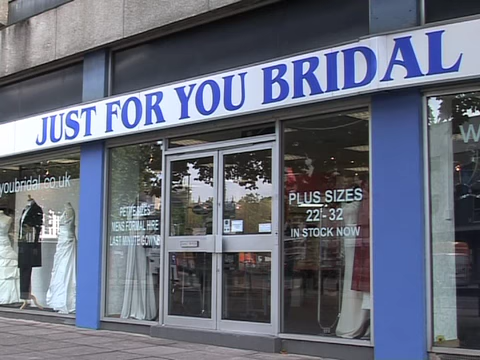 JUST FOR YOU BRIDAL
youbridal.co.uk
MENS FORMAL HIRE
LAST MINUTE GOWNS
PLUS SIZES
22 - 32
IN STOCK NOW